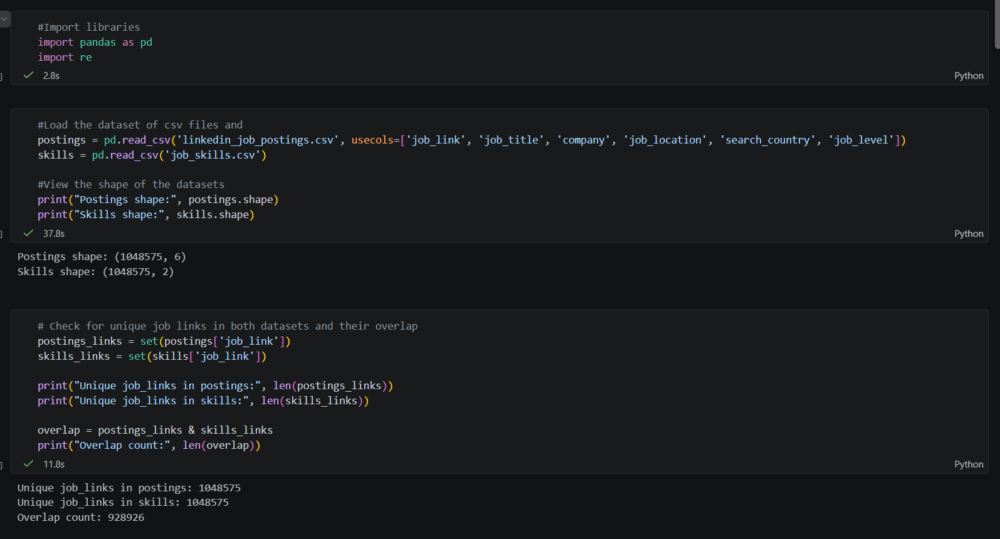 #Import libraries
import pandas as pd
import re
2.8s
Python
#Load the dataset of csv files and
postings = pd.read_csv('linkedin_job_postings.csv', usecols=['job_link', 'job_title', 'company', 'job_location', 'search_country', 'job_level'])
skills = pd.read_csv('job_skills.csv')
#View the shape of the datasets
print("Postings shape:", postings.shape)
print("Skills shape:", skills.shape)
37.8s
Python
Postings shape: (1048575, 6)
Skills shape: (1048575, 2)
# Check for unique job links in both datasets and their overlap
postings_links = set(postings['job_link'])
skills_links = set(skills['job_link'])
print("Unique job_links in postings:", len(postings_links))
print("Unique job_links in skills:", len(skills_links))
overlap = postings_links & skills_links
print("Overlap count:", len(overlap))
11.8s
Python
Unique job_links in postings: 1048575
Unique job_links in skills: 1048575
Overlap count: 928926